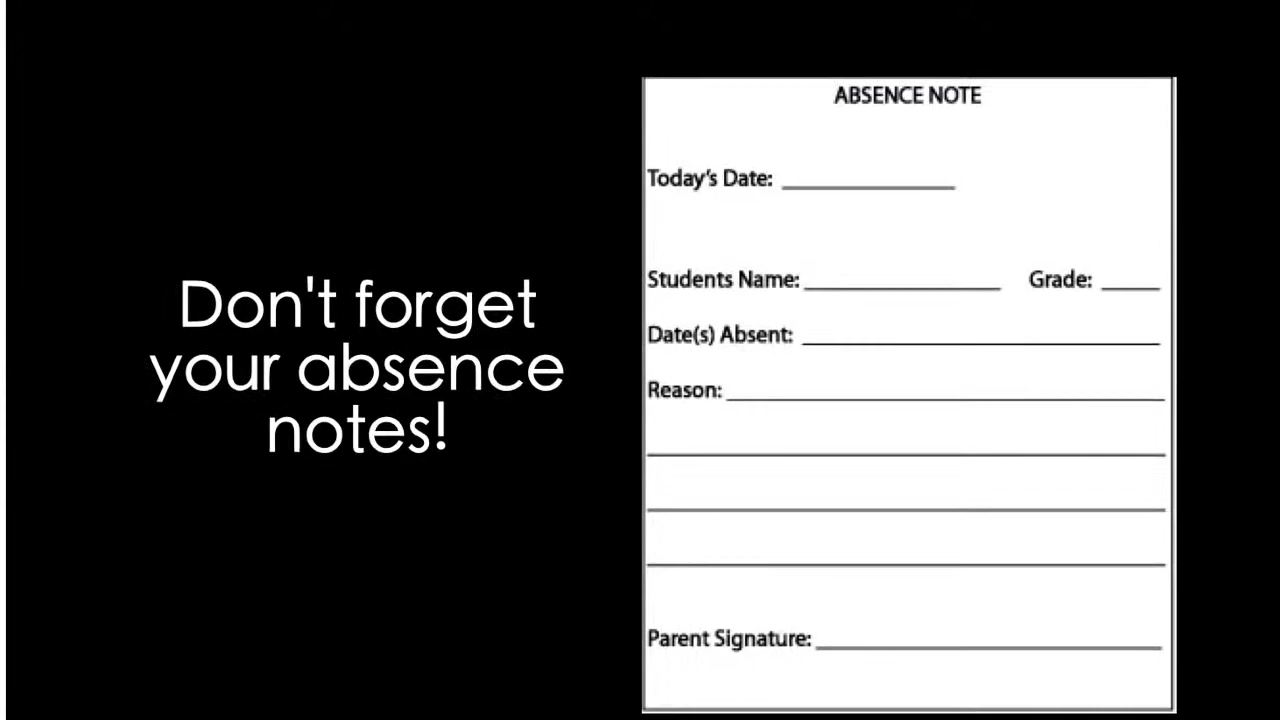 Don't forget
your absence
notes!
ABSENCE NOTE
Today's Date:
Students Name: Grade:
Date(s) Absent:
Reason:
Parent Signature: